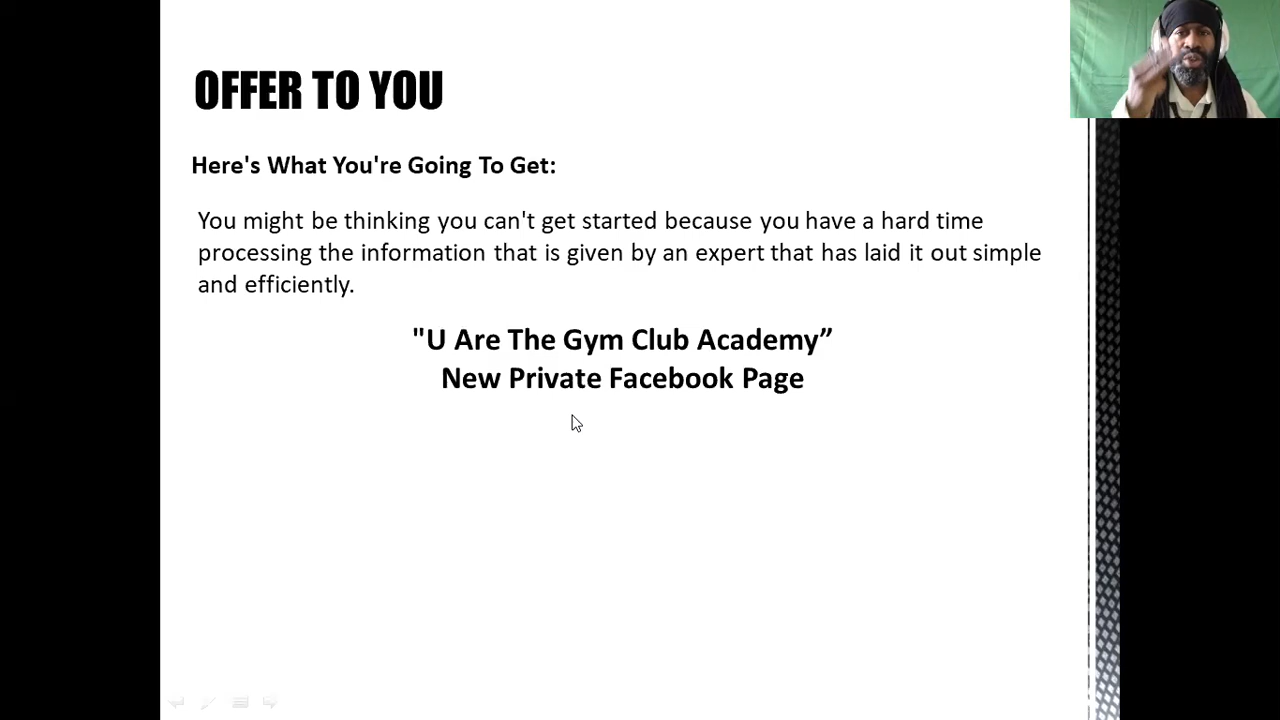 OFFER TO YOU
Here's What You're Going To Get:
You might be thinking you can't get started because you have a hard time
processing the information that is given by an expert that has laid it out simple
and efficiently.
"U Are The Gym Club Academy”
New Private Facebook Page